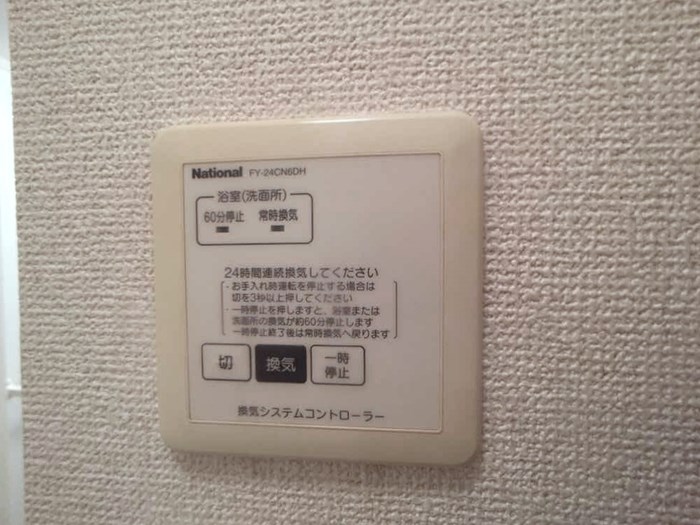 National FY-24CN6DH
浴室(洗面所)
60分停止 常時換気
24時間連続換気してください
・お手入れ時運転を停止する場合は
切を3秒以上押してください
・一時停止を押しますと、浴室または
洗面所の換気が約60分停止します
一時停止終了後は常時換気へ戻ります
切 換気 一時
停止
換気システムコントローラー